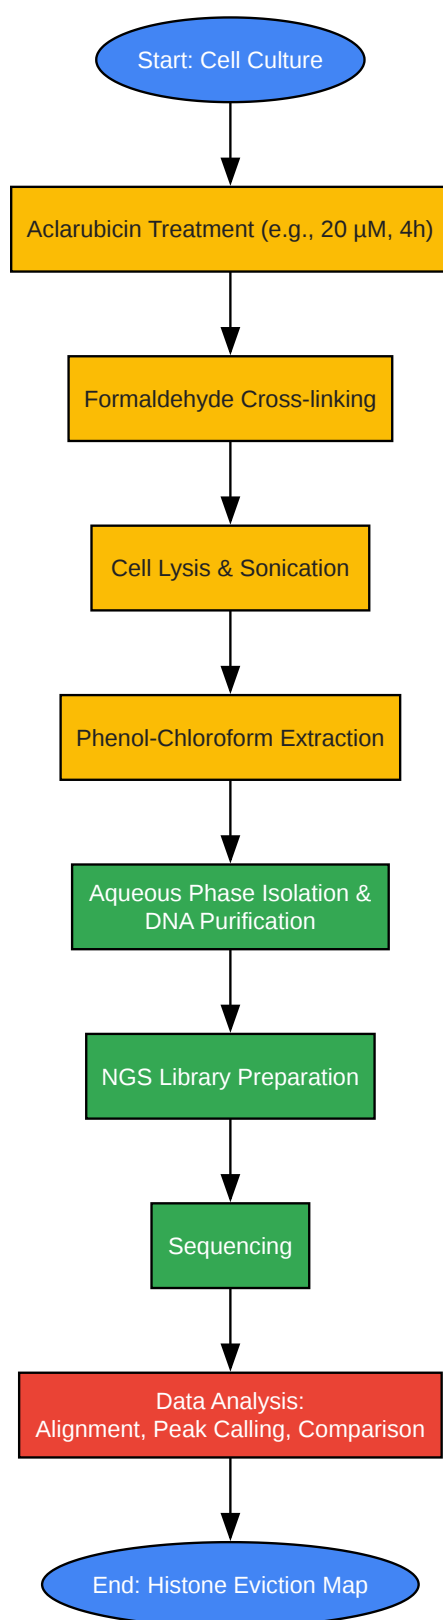 Start: Cell Culture
Aclarubicin Treatment (e.g., 20 µM, 4h)
Formaldehyde Cross-linking
Cell Lysis & Sonication
Phenol-Chloroform Extraction
Aqueous Phase Isolation &
DNA Purification
NGS Library Preparation
Sequencing
Data Analysis:
Alignment, Peak Calling, Comparison
End: Histone Eviction Map